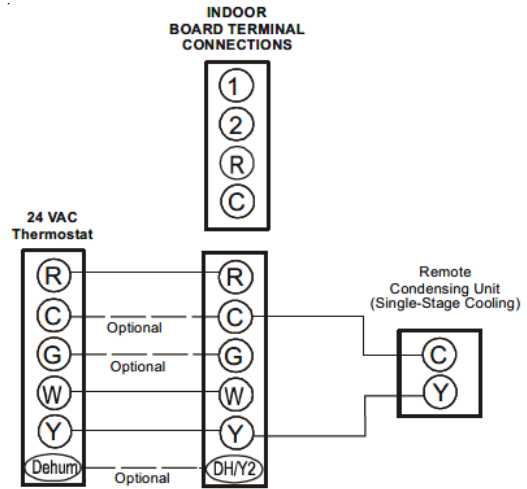 INDOOR
BOARD TERMINAL
CONNECTIONS
1
2
R
C
24 VAC
Thermostat
R
C
G
W
Y
Dehum
Optional
Optional
Optional
R
C
G
W
Y
DH/Y2
Remote
Condensing Unit
(Single-Stage Cooling)
C
Y